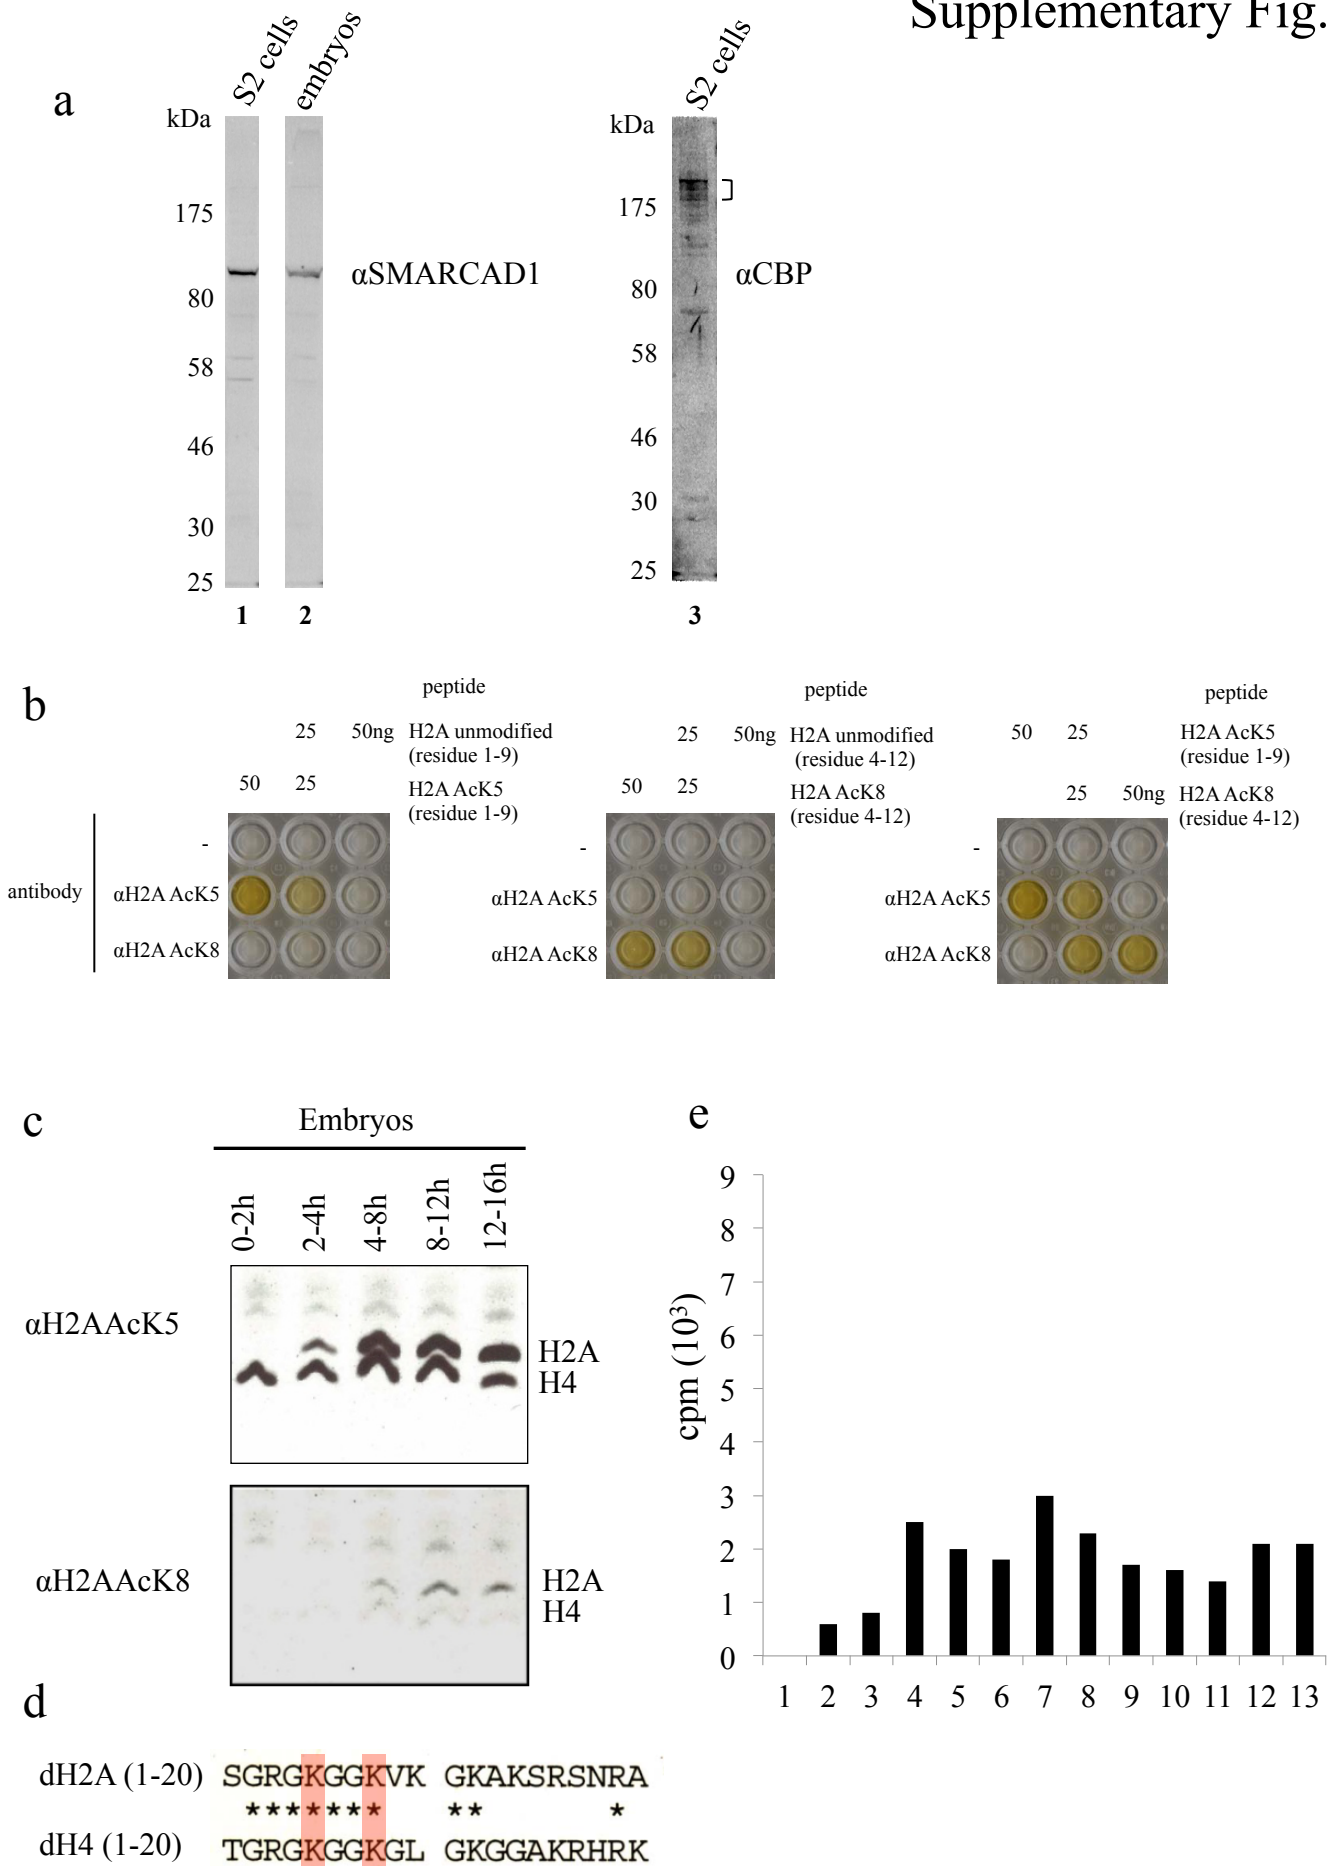 Supplementary Fig.
a
S2 cells
embryos
kDa
175
80
58
46
30
25
αSMARCAD1
1 2
S2 cells
kDa
175
80
58
46
30
25
αCBP
3
b
peptide
25 50ng H2A unmodified
(residue 1-9)
50 25 H2A AcK5
(residue 1-9)
antibody
-
αH2A AcK5
αH2A AcK8
peptide
25 50ng H2A unmodified
(residue 4-12)
50 25 H2A AcK8
(residue 4-12)
-
αH2A AcK5
αH2A AcK8
peptide
50 25 H2A AcK5
(residue 1-9)
25 50ng H2A AcK8
(residue 4-12)
-
αH2A AcK5
αH2A AcK8
c
Embryos
0-2h 2-4h 4-8h 8-12h 12-16h
αH2AAcK5
H2A
H4
αH2AAcK8
H2A
H4
d
dH2A (1-20) SGRGKGGKVK GKAKSRSNRA
******* ** *
dH4 (1-20) TGRGKGGKGL GKGGAKRHRK
e
cpm (10³)
9
8
7
6
5
4
3
2
1
0
1 2 3 4 5 6 7 8 9 10 11 12 13